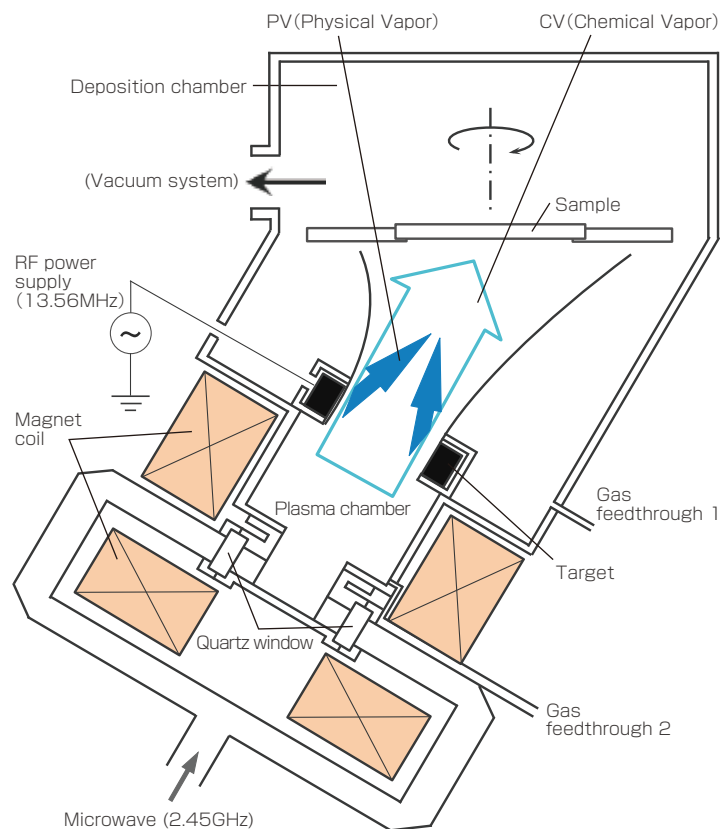 PV(Physical Vapor)
CV(Chemical Vapor)
Deposition chamber
(Vacuum system)
Sample
RF power
supply
(13.56MHz)
~
Magnet
coil
Plasma chamber
Gas
feedthrough 1
Target
Quartz window
Gas
feedthrough 2
Microwave (2.45GHz)